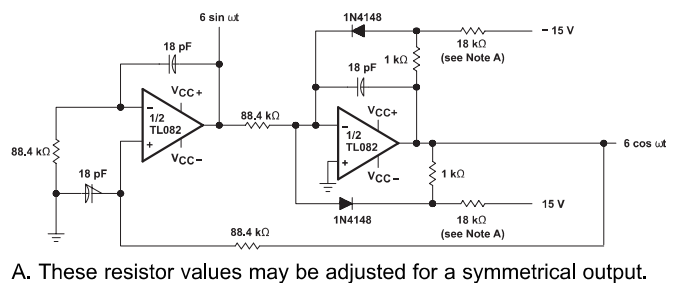 6 sin ωt
1N4148
– 15 V
18 pF
1 kΩ
18 kΩ
(see Note A)
18 pF
VCC+
88.4 kΩ
VCC+
–
1/2
TL082
+
–
1/2
TL082
+
6 cos ωt
88.4 kΩ
18 pF
VCC–
VCC–
1 kΩ
1N4148
15 V
18 kΩ
(see Note A)
88.4 kΩ
A. These resistor values may be adjusted for a symmetrical output.